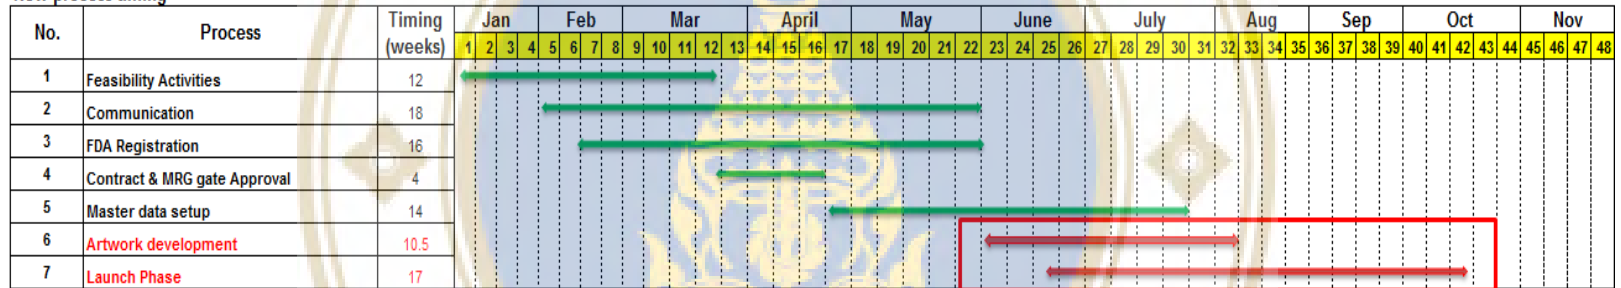 No. Process Timing (weeks) Jan Feb Mar April May June July Aug Sep Oct Nov
1 2 3 4 5 6 7 8 9 10 11 12 13 14 15 16 17 18 19 20 21 22 23 24 25 26 27 28 29 30 31 32 33 34 35 36 37 38 39 40 41 42 43 44 45 46 47 48
1 Feasibility Activities 12
2 Communication 18
3 FDA Registration 16
4 Contract & MRG gate Approval 4
5 Master data setup 14
6 Artwork development 10.5
7 Launch Phase 17